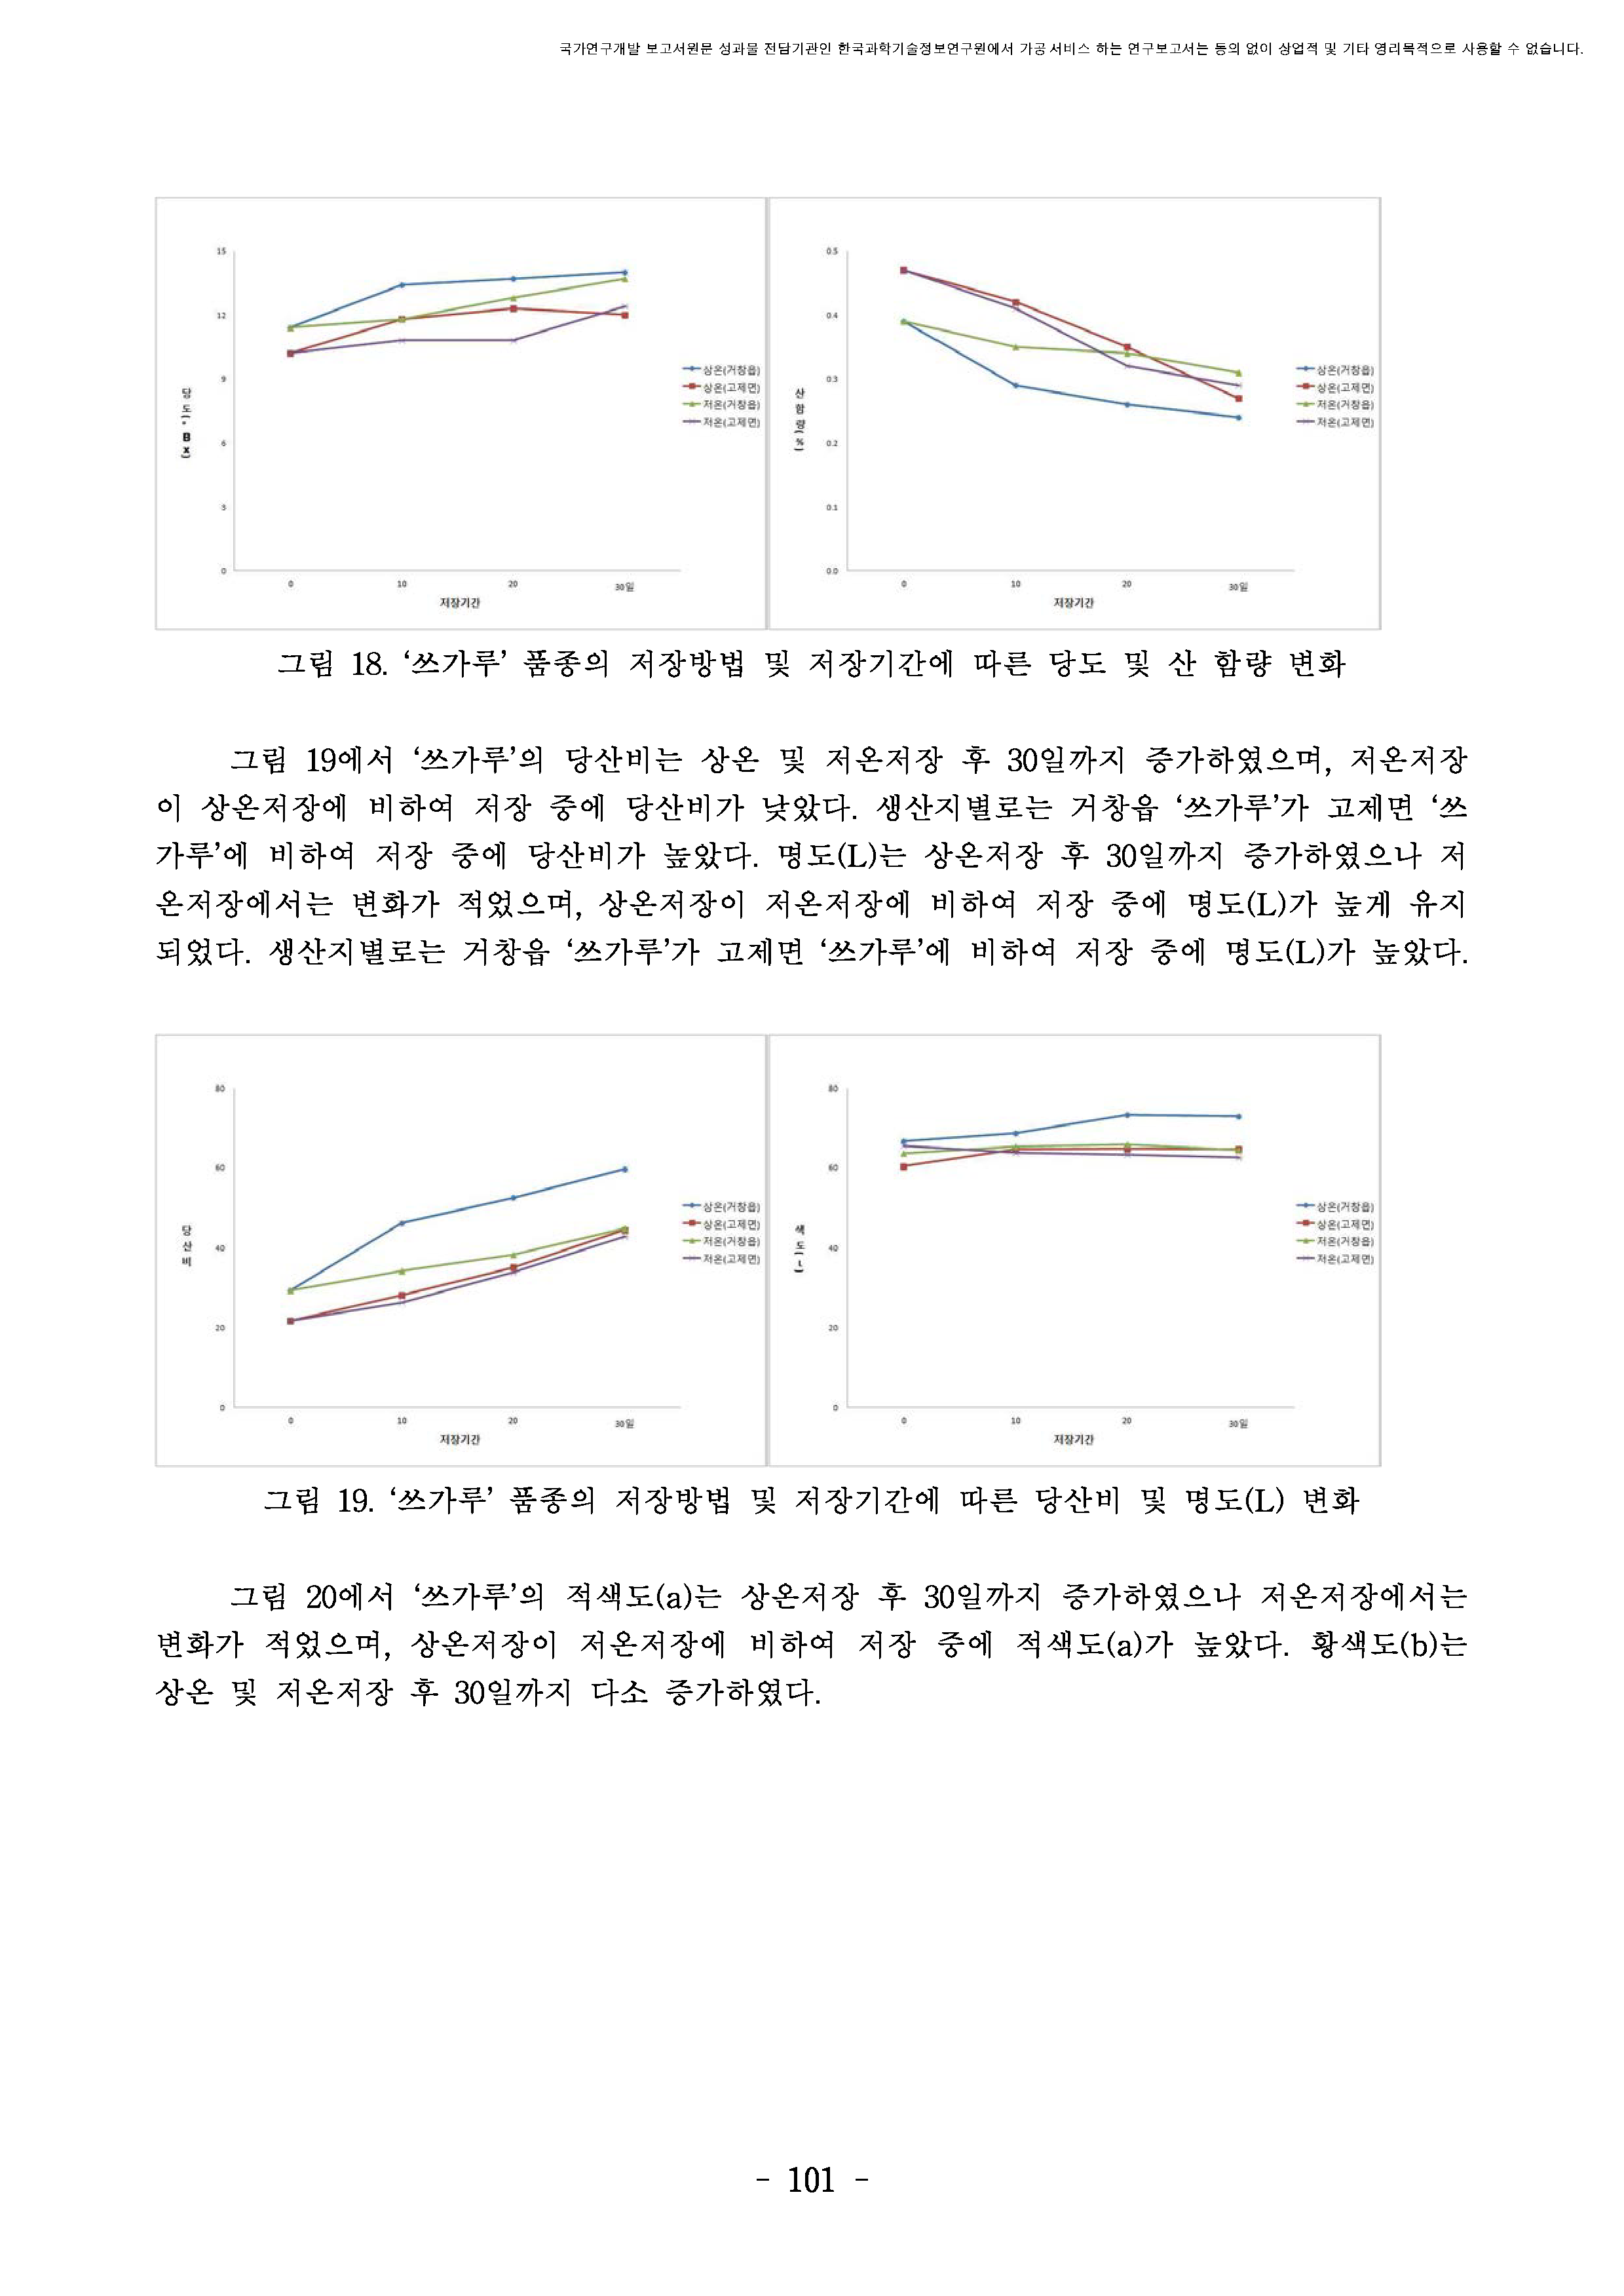 국가연구개발 보고서원문 성과물 전담기관인 한국과학기술정보연구원에서 가공·서비스 하는 연구보고서는 동의 없이 상업적 및 기타 영리목적으로 사용할 수 없습니다.
15
12
9
6
3
0
당도(°Bx)
0 10 20 30일
저장기간
상온(거창읍)
상온(고제면)
저온(거창읍)
저온(고제면)
0.5
0.4
0.3
0.2
0.1
0.0
산함량(%)
0 10 20 30일
저장기간
상온(거창읍)
상온(고제면)
저온(거창읍)
저온(고제면)
그림 18. ‘쓰가루’ 품종의 저장방법 및 저장기간에 따른 당도 및 산 함량 변화
그림 19에서 ‘쓰가루’의 당산비는 상온 및 저온저장 후 30일까지 증가하였으며, 저온저장
이 상온저장에 비하여 저장 중에 당산비가 낮았다. 생산지별로는 거창읍 ‘쓰가루’가 고제면 ‘쓰
가루’에 비하여 저장 중에 당산비가 높았다. 명도(L)는 상온저장 후 30일까지 증가하였으나 저
온저장에서는 변화가 적었으며, 상온저장이 저온저장에 비하여 저장 중에 명도(L)가 높게 유지
되었다. 생산지별로는 거창읍 ‘쓰가루’가 고제면 ‘쓰가루’에 비하여 저장 중에 명도(L)가 높았다.
80
60
40
20
0
당산비
0 10 20 30일
저장기간
상온(거창읍)
상온(고제면)
저온(거창읍)
저온(고제면)
80
60
40
20
0
색도(L)
0 10 20 30일
저장기간
상온(거창읍)
상온(고제면)
저온(거창읍)
저온(고제면)
그림 19. ‘쓰가루’ 품종의 저장방법 및 저장기간에 따른 당산비 및 명도(L) 변화
그림 20에서 ‘쓰가루’의 적색도(a)는 상온저장 후 30일까지 증가하였으나 저온저장에서는
변화가 적었으며, 상온저장이 저온저장에 비하여 저장 중에 적색도(a)가 높았다. 황색도(b)는
상온 및 저온저장 후 30일까지 다소 증가하였다.
- 101 -